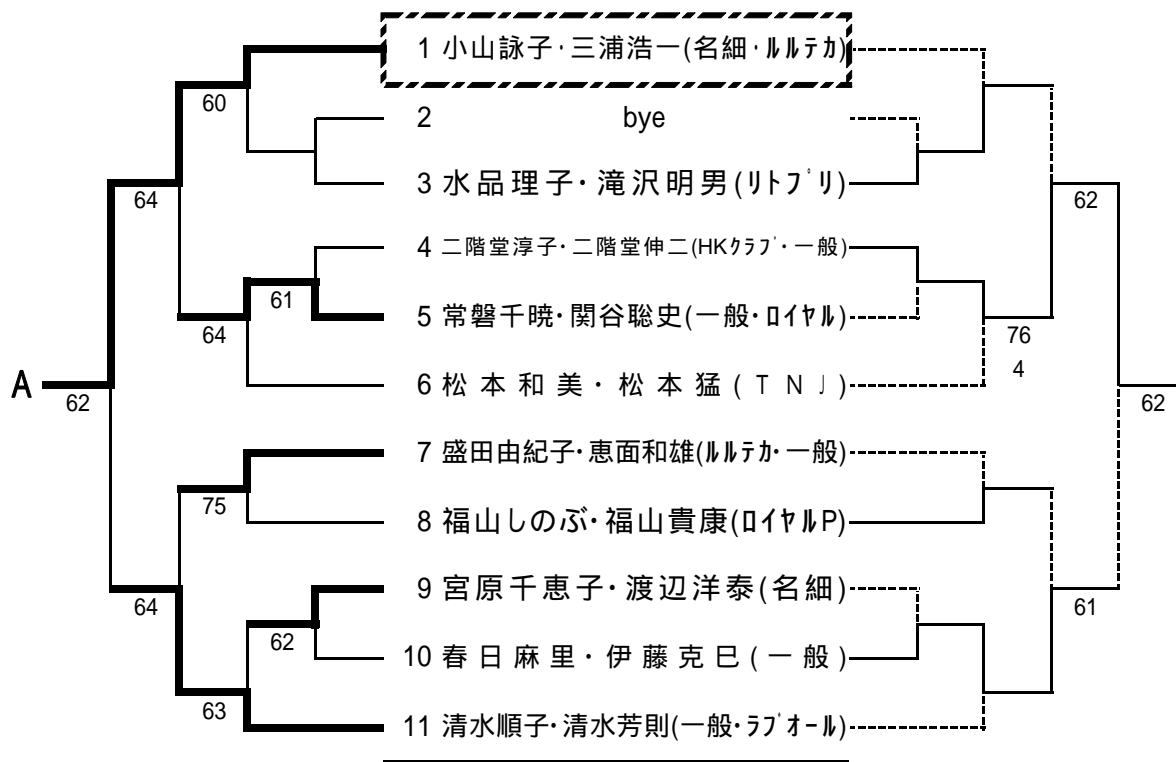 1 小山詠子･三浦浩一(名細･ﾙﾙﾃｶ)
60
2 bye
64
3 水品理子･滝沢明男(ﾘﾄﾌﾟﾘ)
62
4 二階堂淳子･二階堂伸二(HKｸﾗﾌﾞ･一般)
61
5 常磐千暁･関谷聡史(一般･ﾛｲﾔﾙ)
64
76
4
A
62
6 松本和美･松本猛(TNJ)
62
7 盛田由紀子･恵面和雄(ﾙﾙﾃｶ･一般)
75
8 福山しのぶ･福山貴康(ﾛｲﾔﾙP)
9 宮原千恵子･渡辺洋泰(名細)
64
61
62
10 春日麻里･伊藤克巳(一般)
63
11 清水順子･清水芳則(一般･ﾗﾌﾞｵｰﾙ)